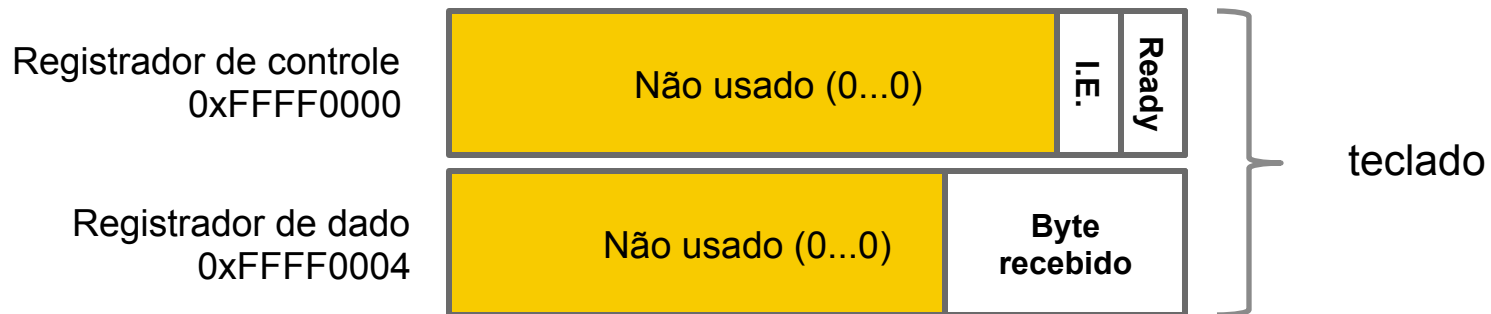 Registrador de controle
0xFFFF0000
Não usado (0...0)
I.E.
Ready
teclado
Registrador de dado
0xFFFF0004
Não usado (0...0)
Byte
recebido